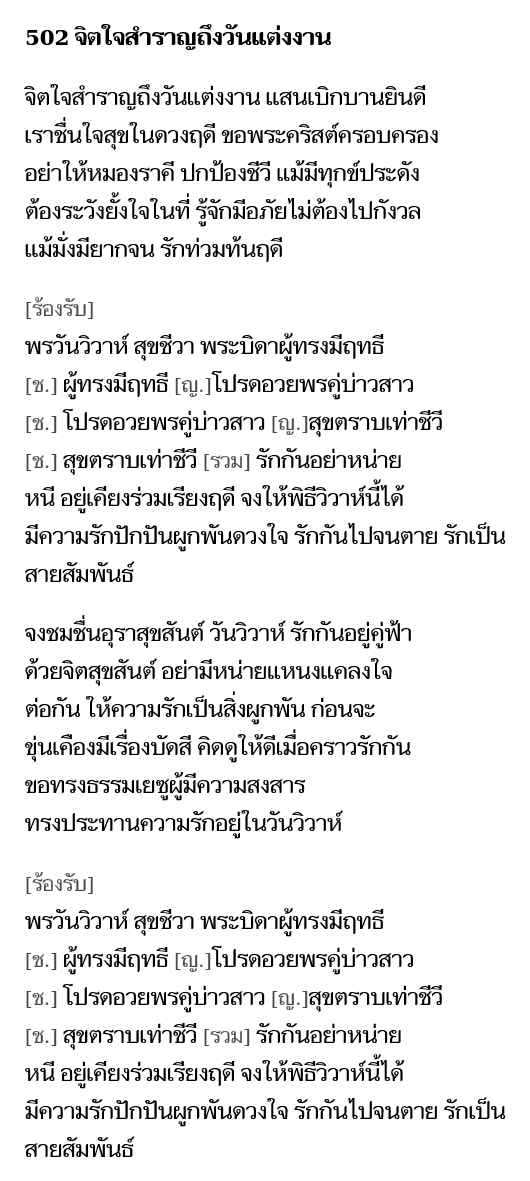 502 จิตใจสำราญถึงวันแต่งงาน
จิตใจสำราญถึงวันแต่งงาน แสนเบิกบานยินดี
เราชื่นใจสุขในดวงฤดี ขอพระคริสต์ครอบครอง
อย่าให้หมองราคี ปกป้องชีวี แม้มีทุกข์ประดัง
ต้องระวังยั้งใจในที่ รู้จักมีอภัยไม่ต้องไปกังวล
แม้มั่งมียากจน รักท่วมท้นฤดี
[ร้องรับ]
พรวันวิวาห์ สุขชีวา พระบิดาผู้ทรงมีฤทธี
[ช.] ผู้ทรงมีฤทธี [ญ.]โปรดอวยพรคู่บ่าวสาว
[ช.] โปรดอวยพรคู่บ่าวสาว [ญ.]สุขตราบเท่าชีวี
[ช.] สุขตราบเท่าชีวี [รวม] รักกันอย่าหน่าย
หนี อยู่เคียงร่วมเรียงฤดี จงให้พิธีวิวาห์นี้ได้
มีความรักปักปันผูกพันดวงใจ รักกันไปจนตาย รักเป็น
สายสัมพันธ์
จงชมชื่นอุราสุขสันต์ วันวิวาห์ รักกันอยู่คู่ฟ้า
ด้วยจิตสุขสันต์ อย่ามีหน่ายแหนงแคลงใจ
ต่อกัน ให้ความรักเป็นสิ่งผูกพัน ก่อนจะ
ขุ่นเคืองมีเรื่องบัดสี คิดดูให้ดีเมื่อคราวรักกัน
ขอทรงธรรมเยซูผู้มีความสงสาร
ทรงประทานความรักอยู่ในวันวิวาห์
[ร้องรับ]
พรวันวิวาห์ สุขชีวา พระบิดาผู้ทรงมีฤทธี
[ช.] ผู้ทรงมีฤทธี [ญ.]โปรดอวยพรคู่บ่าวสาว
[ช.] โปรดอวยพรคู่บ่าวสาว [ญ.]สุขตราบเท่าชีวี
[ช.] สุขตราบเท่าชีวี [รวม] รักกันอย่าหน่าย
หนี อยู่เคียงร่วมเรียงฤดี จงให้พิธีวิวาห์นี้ได้
มีความรักปักปันผูกพันดวงใจ รักกันไปจนตาย รักเป็น
สายสัมพันธ์